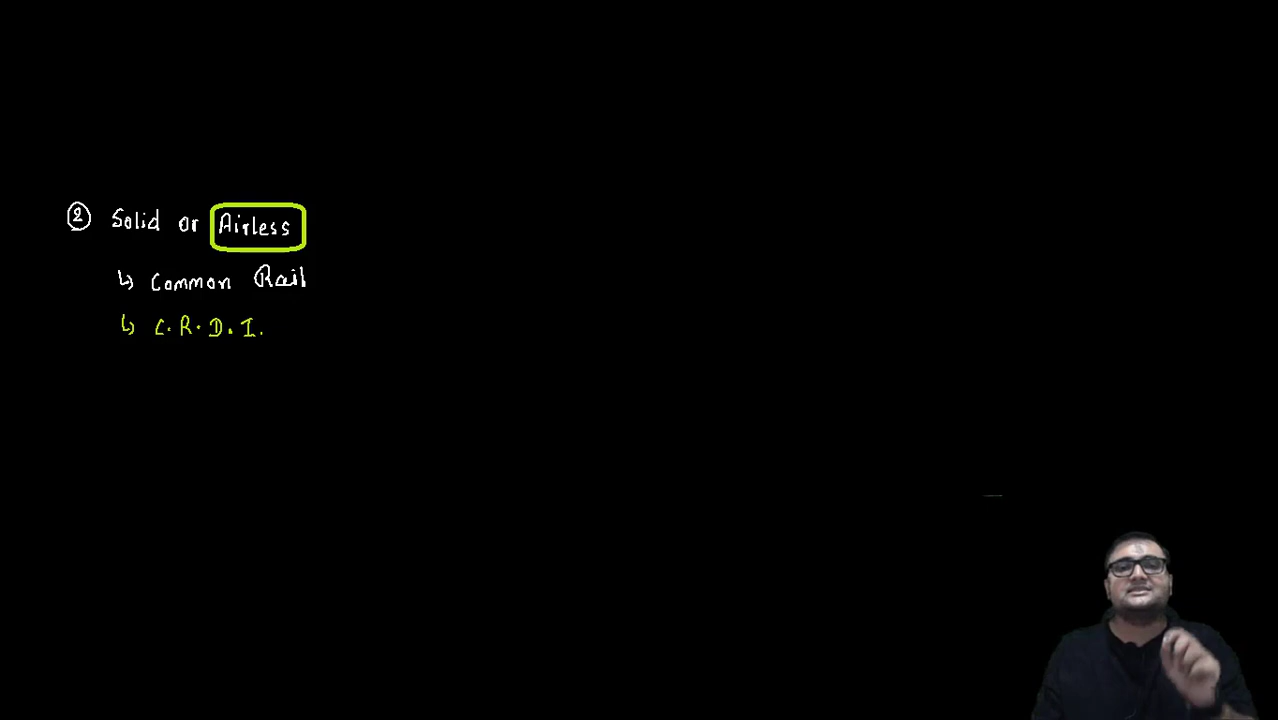 ② Solid or Airless
↳ Common Rail
↳ C.R.D.I.